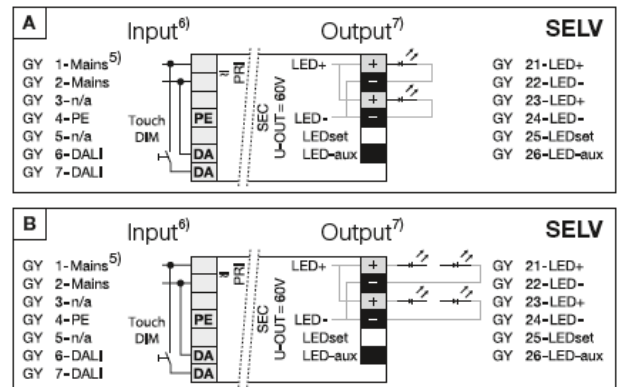 A Input6) Output7) SELV
GY 1-Mains5) PRI LED+ + GY 21-LED+
GY 2-Mains - GY 22-LED-
GY 3-n/a + GY 23-LED+
GY 4-PE Touch DIM PE SEC U-OUT = 60V LED- - GY 24-LED-
GY 5-n/a LEDset GY 25-LEDset
GY 6-DALI DA LED-aux GY 26-LED-aux
GY 7-DALI DA
B Input6) Output7) SELV
GY 1-Mains5) PRI LED+ + GY 21-LED+
GY 2-Mains - GY 22-LED-
GY 3-n/a + GY 23-LED+
GY 4-PE Touch DIM PE SEC U-OUT = 60V LED- - GY 24-LED-
GY 5-n/a LEDset GY 25-LEDset
GY 6-DALI DA LED-aux GY 26-LED-aux
GY 7-DALI DA